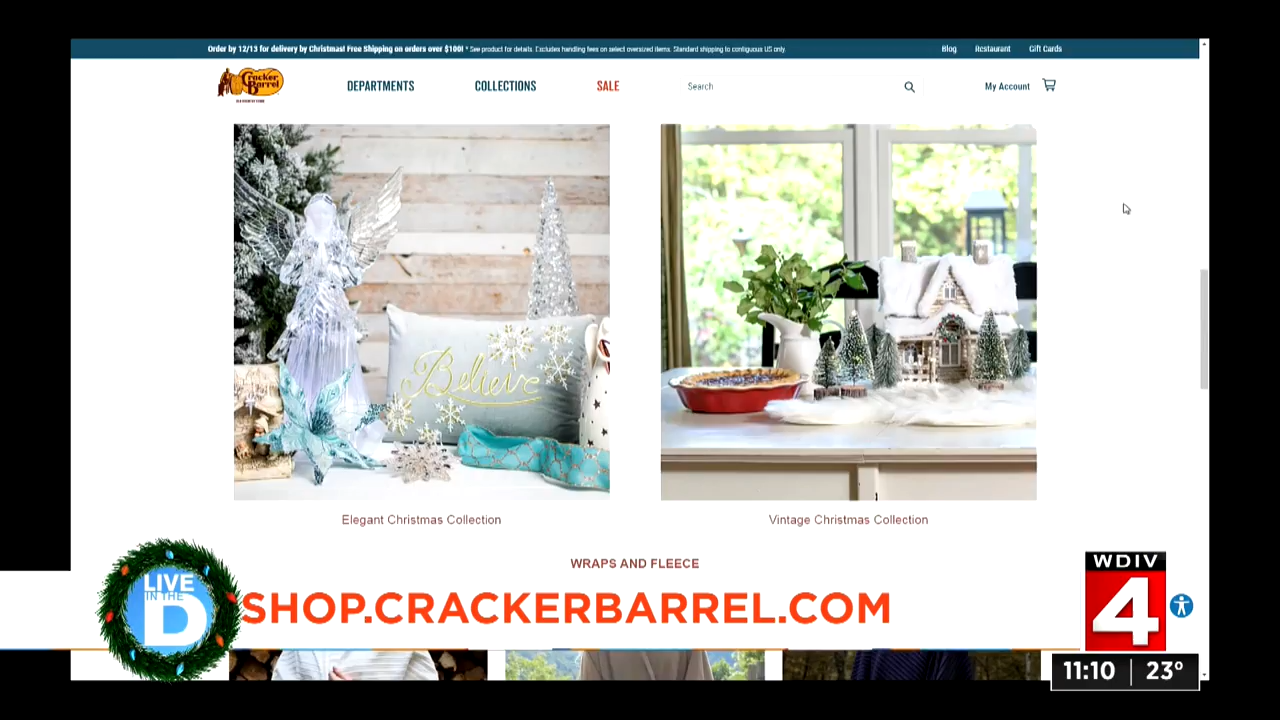 Order by 12/13 for delivery by Christmas! Free Shipping on orders over $100! * See product for details. Excludes handling fees on select oversized items. Standard shipping to contiguous US only.
Blog Restaurant Gift Cards
Cracker Barrel
DEPARTMENTS COLLECTIONS SALE Search My Account
Believe
Elegant Christmas Collection Vintage Christmas Collection
WRAPS AND FLEECE
LIVE IN THE D
SHOP.CRACKERBARREL.COM
WDIV
4
11:10 23°